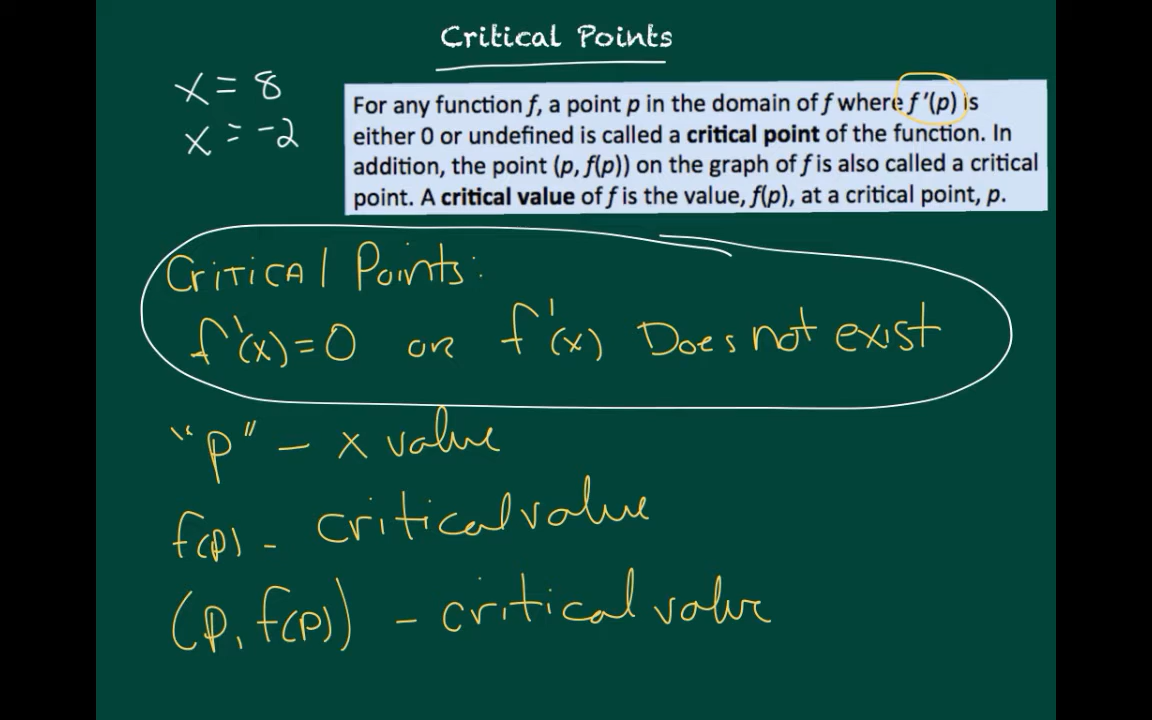 Critical Points
x = 8
x = -2
For any function f, a point p in the domain of f where f '(p) is
either 0 or undefined is called a critical point of the function. In
addition, the point (p, f(p)) on the graph of f is also called a critical
point. A critical value of f is the value, f(p), at a critical point, p.
Critical Points:
f'(x)=0 or f'(x) Does not exist
"p" - x value
f(p) - critical value
(p, f(p)) - critical value